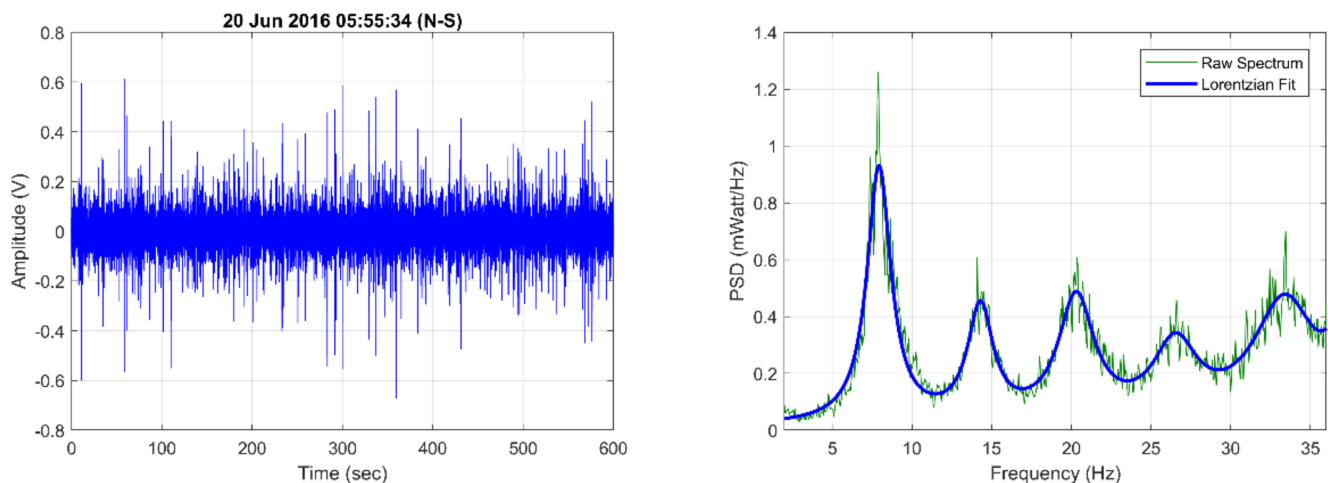 20 Jun 2016 05:55:34 (N-S)
Amplitude (V)
0.8
0.6
0.4
0.2
0
-0.2
-0.4
-0.6
-0.8
0 100 200 300 400 500 600
Time (sec)
PSD (mWatt/Hz)
1.4
1.2
1
0.8
0.6
0.4
0.2
0
Raw Spectrum
Lorentzian Fit
5 10 15 20 25 30 35
Frequency (Hz)